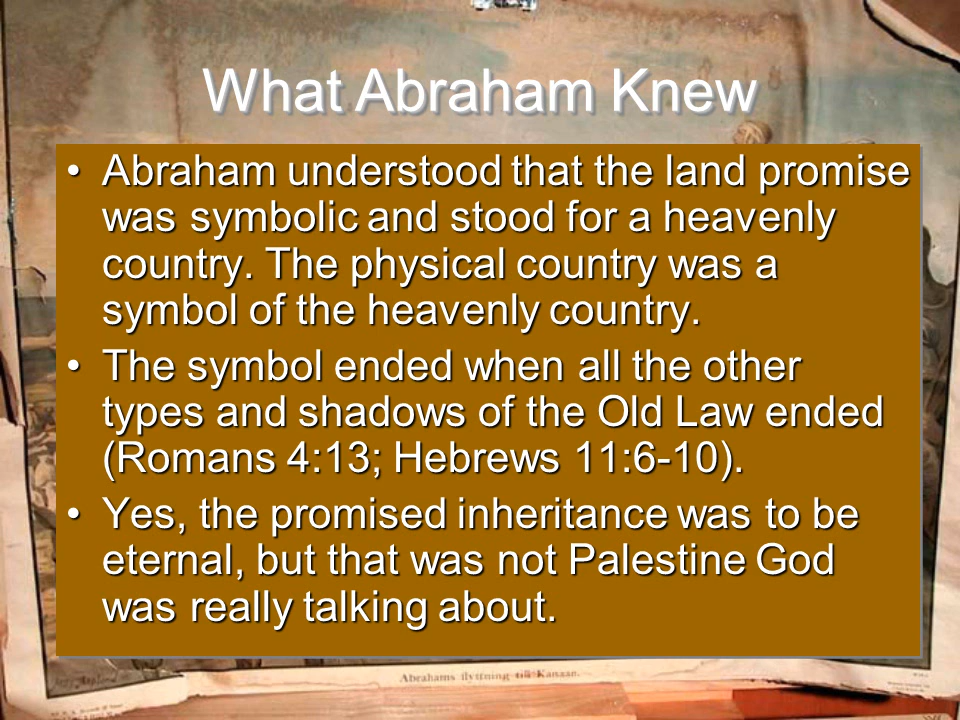 What Abraham Knew
• Abraham understood that the land promise
was symbolic and stood for a heavenly
country. The physical country was a
symbol of the heavenly country.
• The symbol ended when all the other
types and shadows of the Old Law ended
(Romans 4:13; Hebrews 11:6-10).
• Yes, the promised inheritance was to be
eternal, but that was not Palestine God
was really talking about.
Abrahams flyttning till Kanaan.